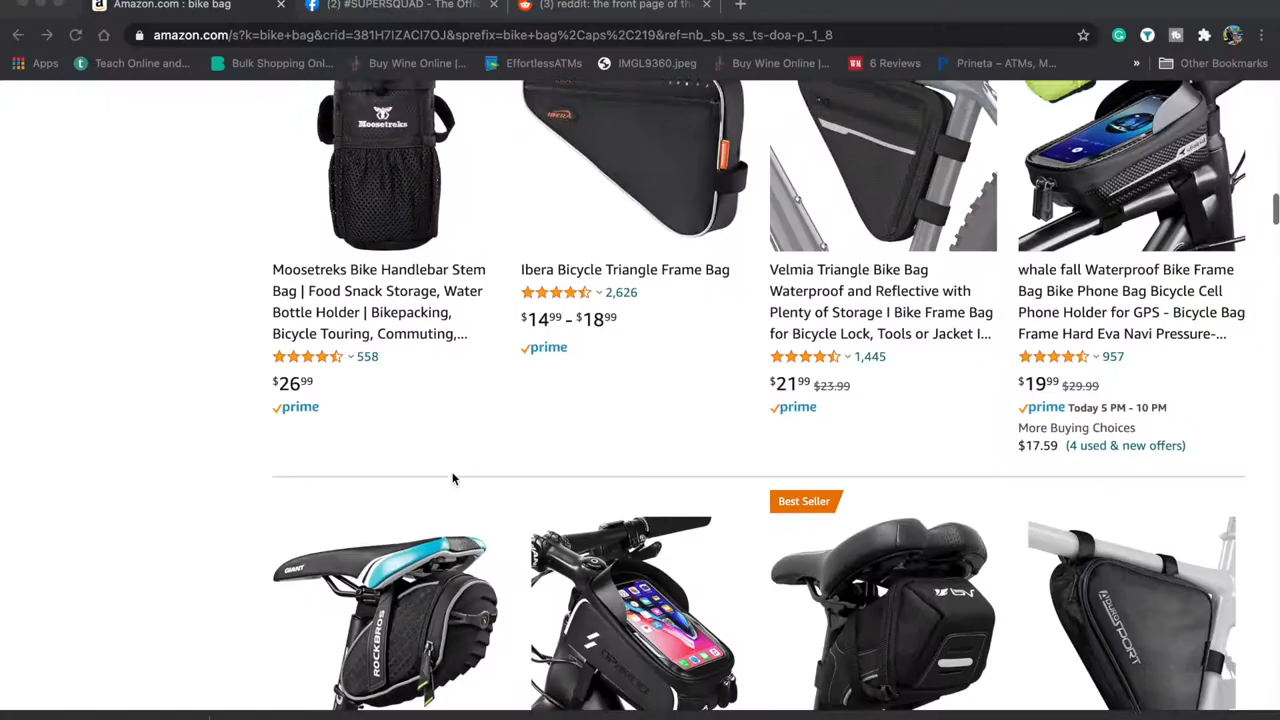 Amazon.com : bike bag
(2) #SUPERSQUAD - The Offi
(3) reddit: the front page of th
amazon.com/s?k=bike+bag&crid=381H7IZACI7OJ&sprefix=bike+bag%2Caps%2C219&ref=nb_sb_ss_ts-doa-p_1_8
Apps
Teach Online and...
Bulk Shopping Onl...
Buy Wine Online |...
EffortlessATMs
IMGL9360.jpeg
Buy Wine Online |...
6 Reviews
Prineta – ATMs, M...
»
Other Bookmarks
Moosetreks
IBERA
Moosetreks Bike Handlebar Stem
Bag | Food Snack Storage, Water
Bottle Holder | Bikepacking,
Bicycle Touring, Commuting,...
558
$26.99
prime
Ibera Bicycle Triangle Frame Bag
2,626
$14.99 - $18.99
prime
Velmia Triangle Bike Bag
Waterproof and Reflective with
Plenty of Storage I Bike Frame Bag
for Bicycle Lock, Tools or Jacket I...
1,445
$21.99 $23.99
prime
whale fall Waterproof Bike Frame
Bag Bike Phone Bag Bicycle Cell
Phone Holder for GPS - Bicycle Bag
Frame Hard Eva Navi Pressure-...
957
$19.99 $29.99
prime Today 5 PM - 10 PM
More Buying Choices
$17.59 (4 used & new offers)
Best Seller
GIANT
ROCKBROS
BV
SPORT